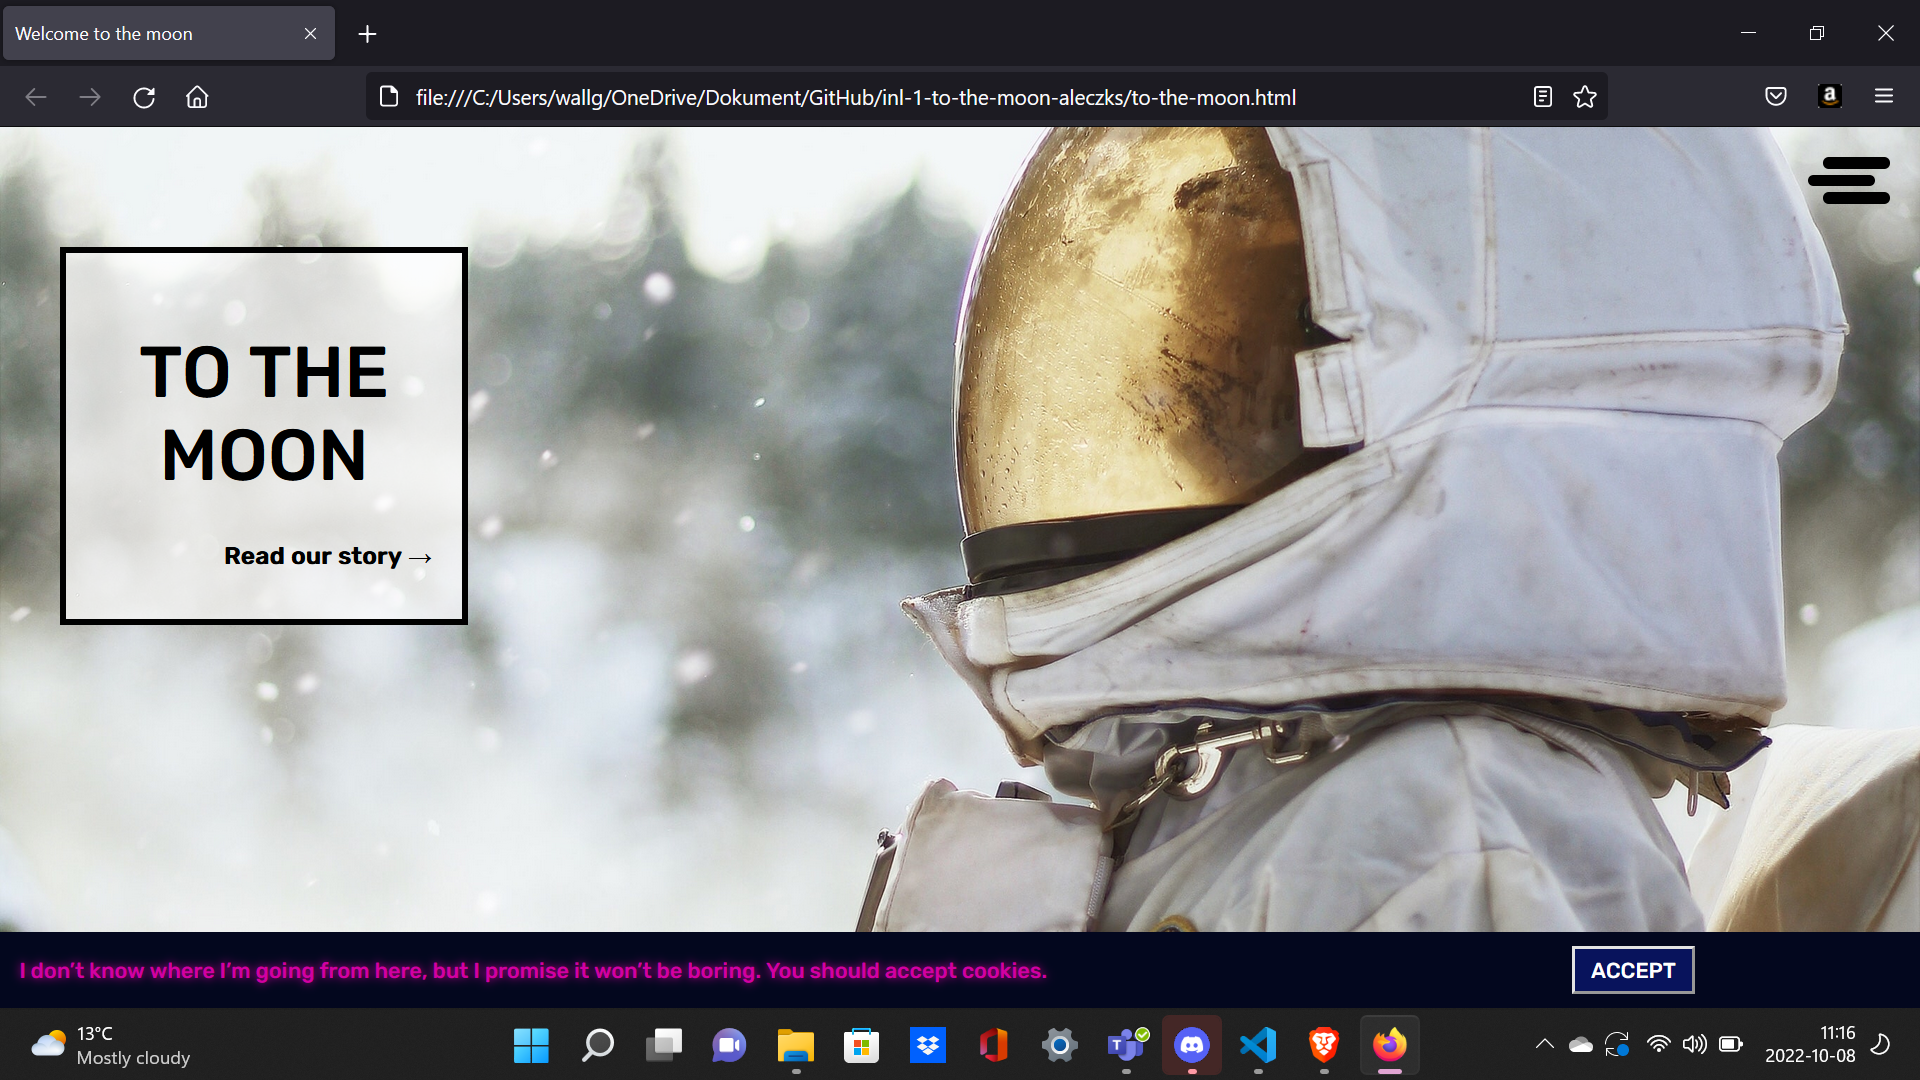 Welcome to the moon
file:///C:/Users/wallg/OneDrive/Dokument/GitHub/inl-1-to-the-moon-aleczks/to-the-moon.html
TO THE
MOON
Read our story →
I don’t know where I’m going from here, but I promise it won’t be boring. You should accept cookies.
ACCEPT
13°C
Mostly cloudy
11:16
2022-10-08